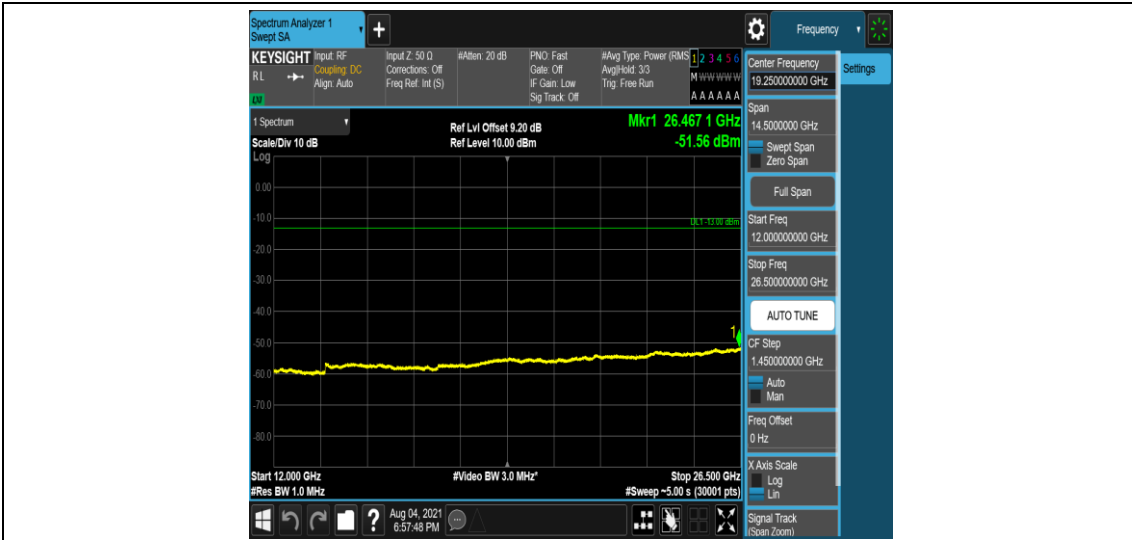 Spectrum Analyzer 1
Swept SA
+
Frequency
KEYSIGHT
RL
LXI
Input: RF
Coupling: DC
Align: Auto
Input Z: 50 Ω
Corrections: Off
Freq Ref: Int (S)
#Atten: 20 dB
PNO: Fast
Gate: Off
IF Gain: Low
Sig Track: Off
#Avg Type: Power (RMS
Avg|Hold: 3/3
Trig: Free Run
1 2 3 4 5 6
M W W W W W
A A A A A A
1 Spectrum
Scale/Div 10 dB
Log
Ref Lvl Offset 9.20 dB
Ref Level 10.00 dBm
Mkr1 26.467 1 GHz
-51.56 dBm
0.00
-10.0
DL1 -13.00 dBm
-20.0
-30.0
-40.0
1
-50.0
-60.0
-70.0
-80.0
Start 12.000 GHz
#Res BW 1.0 MHz
#Video BW 3.0 MHz*
Stop 26.500 GHz
#Sweep ~5.00 s (30001 pts)
?
Aug 04, 2021
6:57:48 PM
Center Frequency
19.250000000 GHz
Settings
Span
14.5000000 GHz
Swept Span
Zero Span
Full Span
Start Freq
12.000000000 GHz
Stop Freq
26.500000000 GHz
AUTO TUNE
CF Step
1.450000000 GHz
Auto
Man
Freq Offset
0 Hz
X Axis Scale
Log
Lin
Signal Track
(Span Zoom)